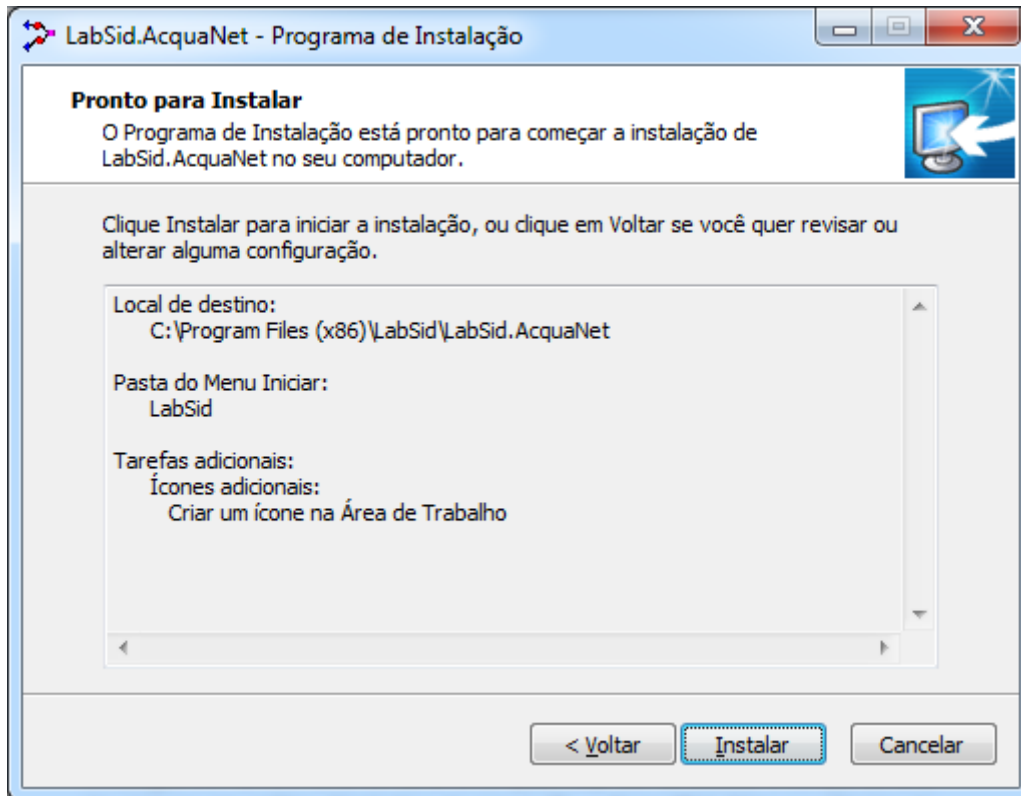 LabSid.AcquaNet - Programa de Instalação
Pronto para Instalar
O Programa de Instalação está pronto para começar a instalação de
LabSid.AcquaNet no seu computador.
Clique Instalar para iniciar a instalação, ou clique em Voltar se você quer revisar ou
alterar alguma configuração.
Local de destino:
C:\Program Files (x86)\LabSid\LabSid.AcquaNet
Pasta do Menu Iniciar:
LabSid
Tarefas adicionais:
Ícones adicionais:
Criar um ícone na Área de Trabalho
< Voltar Instalar Cancelar